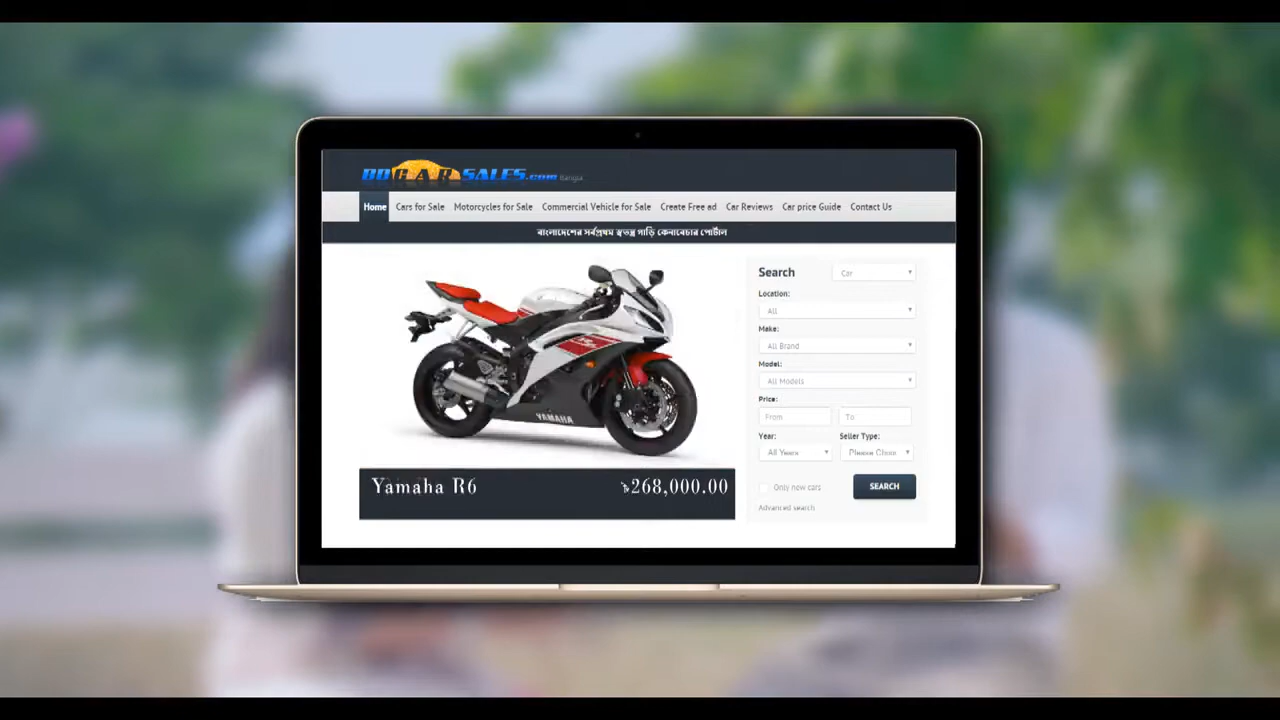 BDCARSALES.com Bangla
Home Cars for Sale Motorcycles for Sale Commercial Vehicle for Sale Create Free ad Car Reviews Car price Guide Contact Us
বাংলাদেশের সর্বপ্রথম স্বতন্ত্র গাড়ি কেনাবেচার পোর্টাল
Search Car
Location:
All
Make:
All Brand
Model:
All Models
Price:
From To
Year: Seller Type:
All Years Please Choos
Only new cars SEARCH
Advanced search
YAMAHA
R6
Yamaha R6 ৳268,000.00